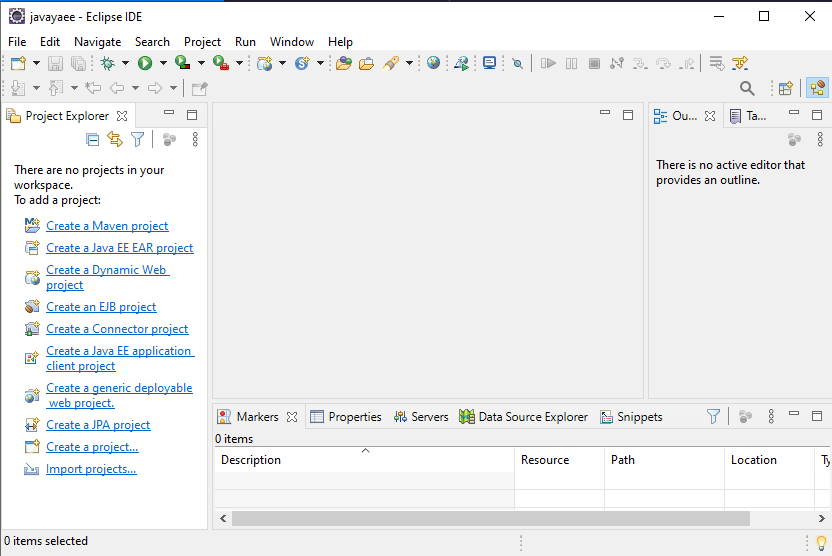 javayaee - Eclipse IDE
File Edit Navigate Search Project Run Window Help
Project Explorer
There are no projects in your
workspace.
To add a project:
Create a Maven project
Create a Java EE EAR project
Create a Dynamic Web
project
Create an EJB project
Create a Connector project
Create a Java EE application
client project
Create a generic deployable
web project.
Create a JPA project
Create a project...
Import projects...
Ou... Ta...
There is no active editor that
provides an outline.
Markers Properties Servers Data Source Explorer Snippets
0 items
Description Resource Path Location Ty
0 items selected